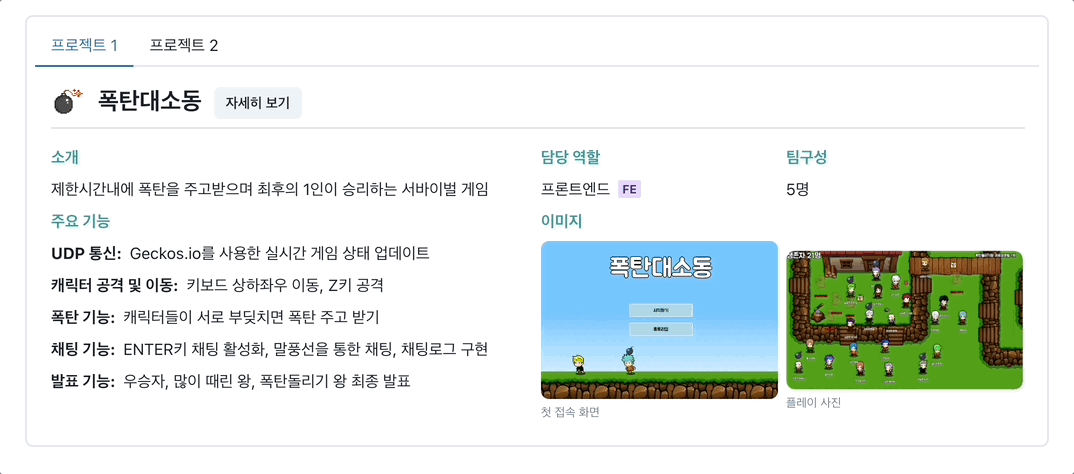 프로젝트 1
프로젝트 2
폭탄대소동
자세히 보기
소개
제한시간내에 폭탄을 주고받으며 최후의 1인이 승리하는 서바이벌 게임
주요 기능
UDP 통신: Geckos.io를 사용한 실시간 게임 상태 업데이트
캐릭터 공격 및 이동: 키보드 상하좌우 이동, Z키 공격
폭탄 기능: 캐릭터들이 서로 부딪치면 폭탄 주고 받기
채팅 기능: ENTER키 채팅 활성화, 말풍선을 통한 채팅, 채팅로그 구현
발표 기능: 우승자, 많이 때린 왕, 폭탄돌리기 왕 최종 발표
담당 역할
프론트엔드 FE
팀구성
5명
이미지
폭탄대소동
첫 접속 화면
생존자 21명
플레이 사진